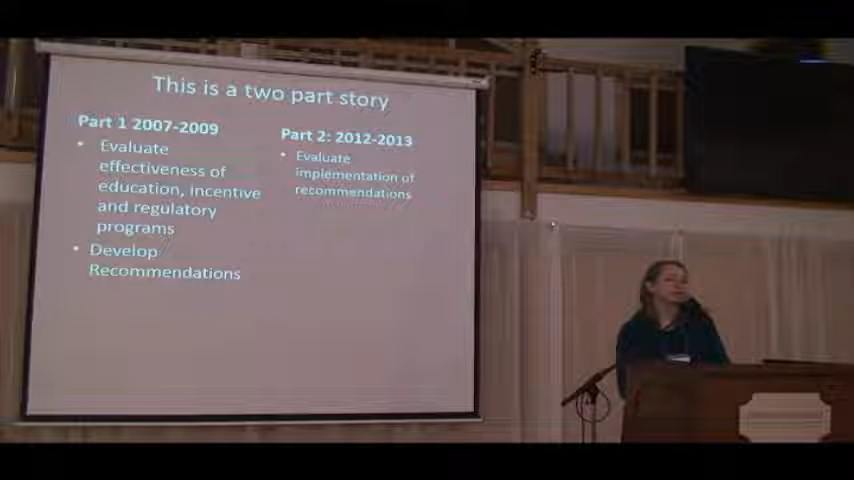 This is a two part story
Part 1 2007-2009
• Evaluate
effectiveness of
education, incentive
and regulatory
programs
• Develop
Recommendations
Part 2: 2012-2013
• Evaluate
implementation of
recommendations